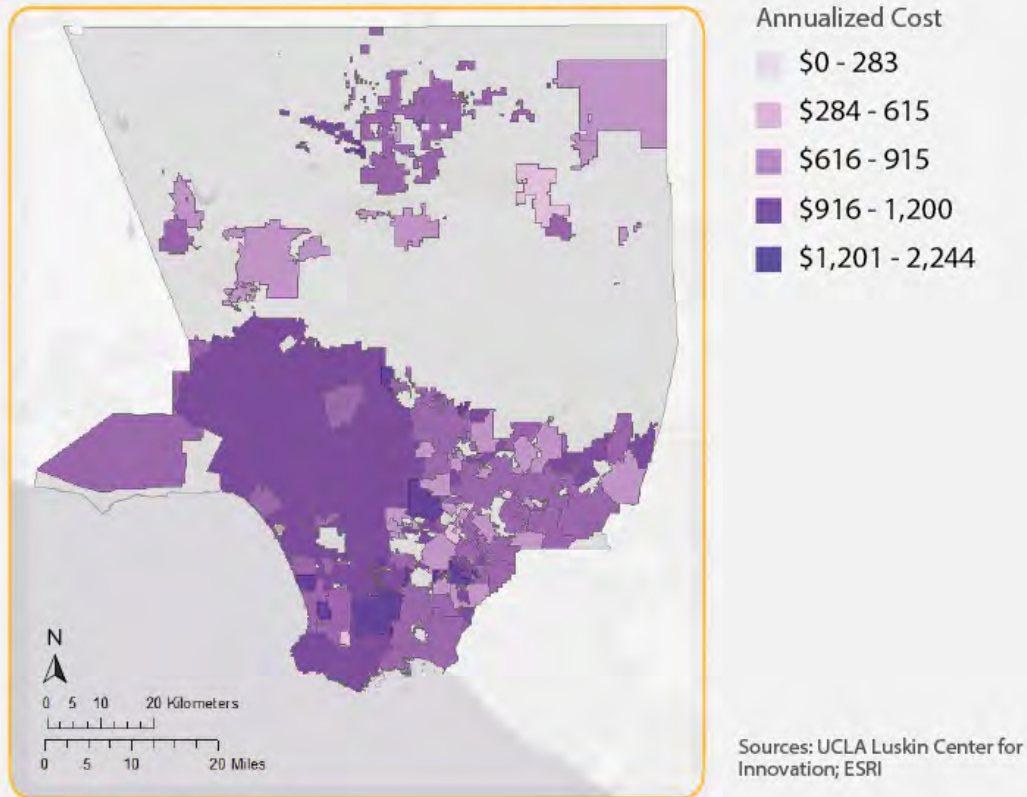 Annualized Cost
$0 - 283
$284 - 615
$616 - 915
$916 - 1,200
$1,201 - 2,244
N
0 5 10 20 Kilometers
0 5 10 20 Miles
Sources: UCLA Luskin Center for
Innovation; ESRI